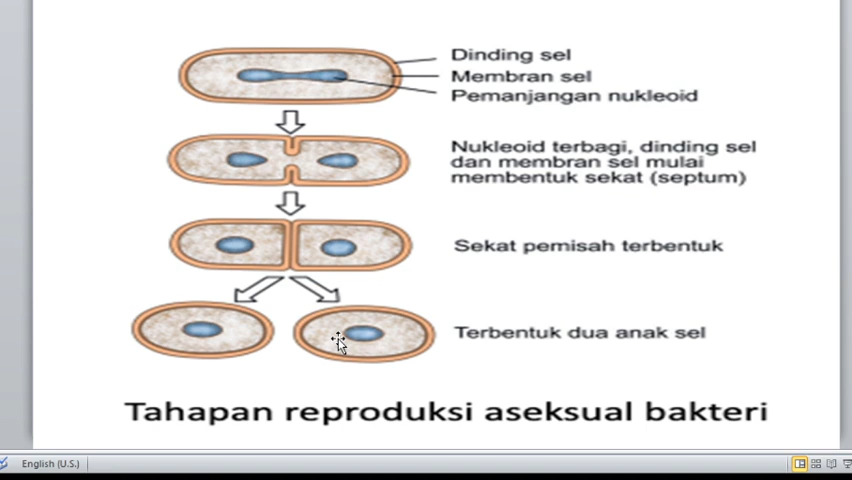 Dinding sel
Membran sel
Pemanjangan nukleoid
Nukleoid terbagi, dinding sel
dan membran sel mulai
membentuk sekat (septum)
Sekat pemisah terbentuk
Terbentuk dua anak sel
Tahapan reproduksi aseksual bakteri
English (U.S.)